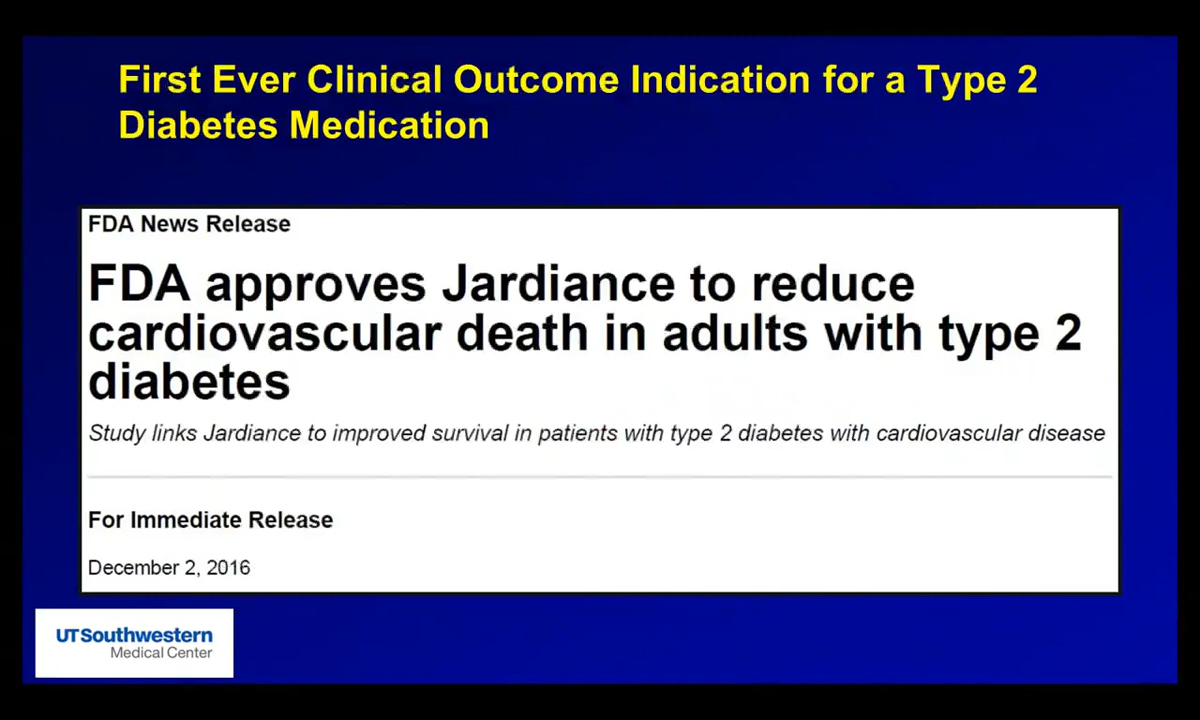 First Ever Clinical Outcome Indication for a Type 2
Diabetes Medication
FDA News Release
FDA approves Jardiance to reduce
cardiovascular death in adults with type 2
diabetes
Study links Jardiance to improved survival in patients with type 2 diabetes with cardiovascular disease
For Immediate Release
December 2, 2016
UTSouthwestern
Medical Center